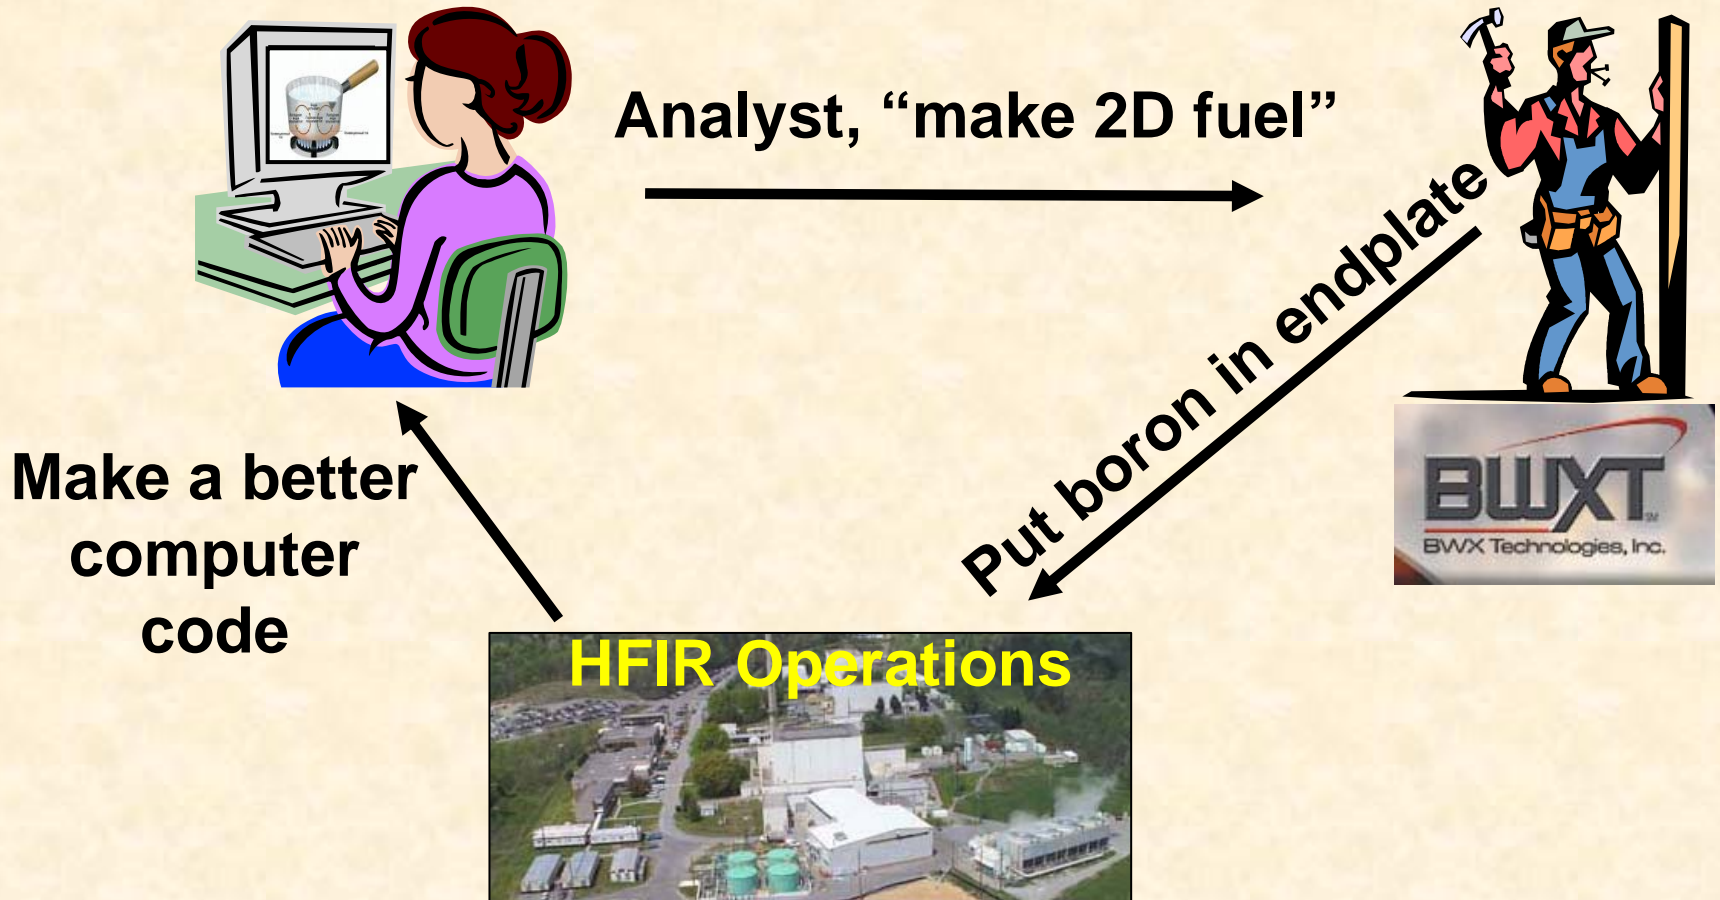 Analyst, “make 2D fuel”
Put boron in endplate
BWXT
BWX Technologies, Inc.
Make a better
computer
code
HFIR Operations